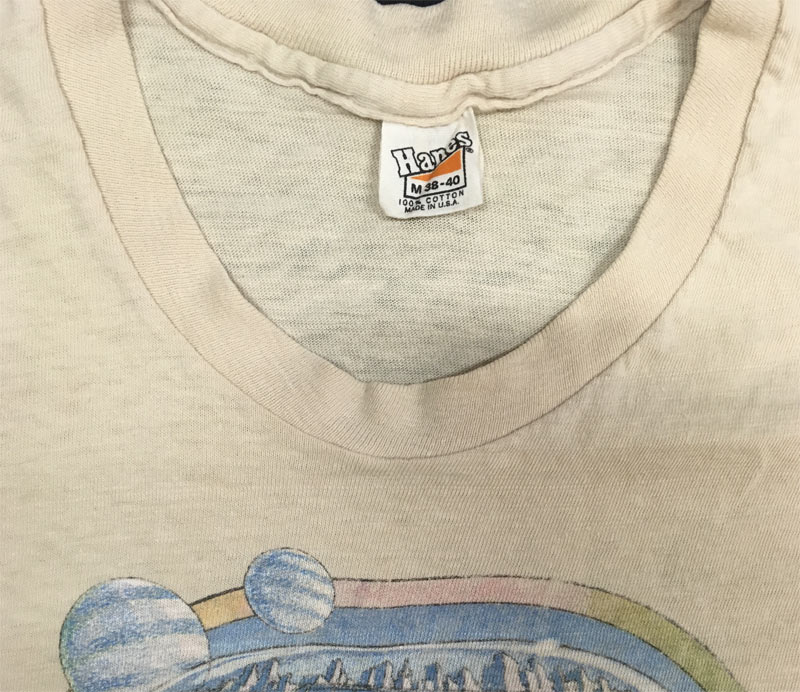 Hanes
M 38-40
100% COTTON
MADE IN U.S.A.